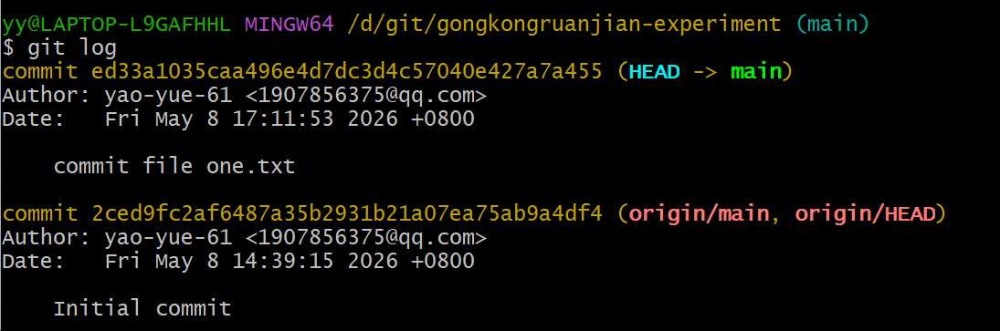 yy@LAPTOP-L9GAFHHL MINGW64 /d/git/gongkongruanjian-experiment (main)
$ git log
commit ed33a1035caa496e4d7dc3d4c57040e427a7a455 (HEAD -> main)
Author: yao-yue-61 <1907856375@qq.com>
Date:   Fri May 8 17:11:53 2026 +0800
    commit file one.txt
commit 2ced9fc2af6487a35b2931b21a07ea75ab9a4df4 (origin/main, origin/HEAD)
Author: yao-yue-61 <1907856375@qq.com>
Date:   Fri May 8 14:39:15 2026 +0800
    Initial commit